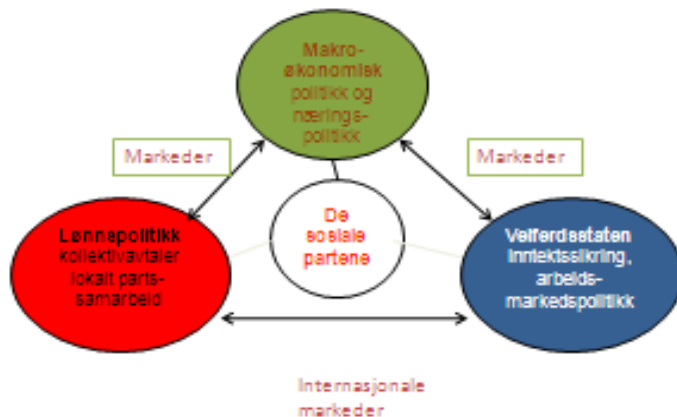 Makro-
økonomisk
politikk og
nærings-
politikk
Markeder
Markeder
De
sosiale
partene
Lønnspolitikk
kollektivavtaler
lokalt parts-
samarbeid
Velferdsstaten
inntektssikring,
arbeids-
markedspolitikk
Internasjonale
markeder